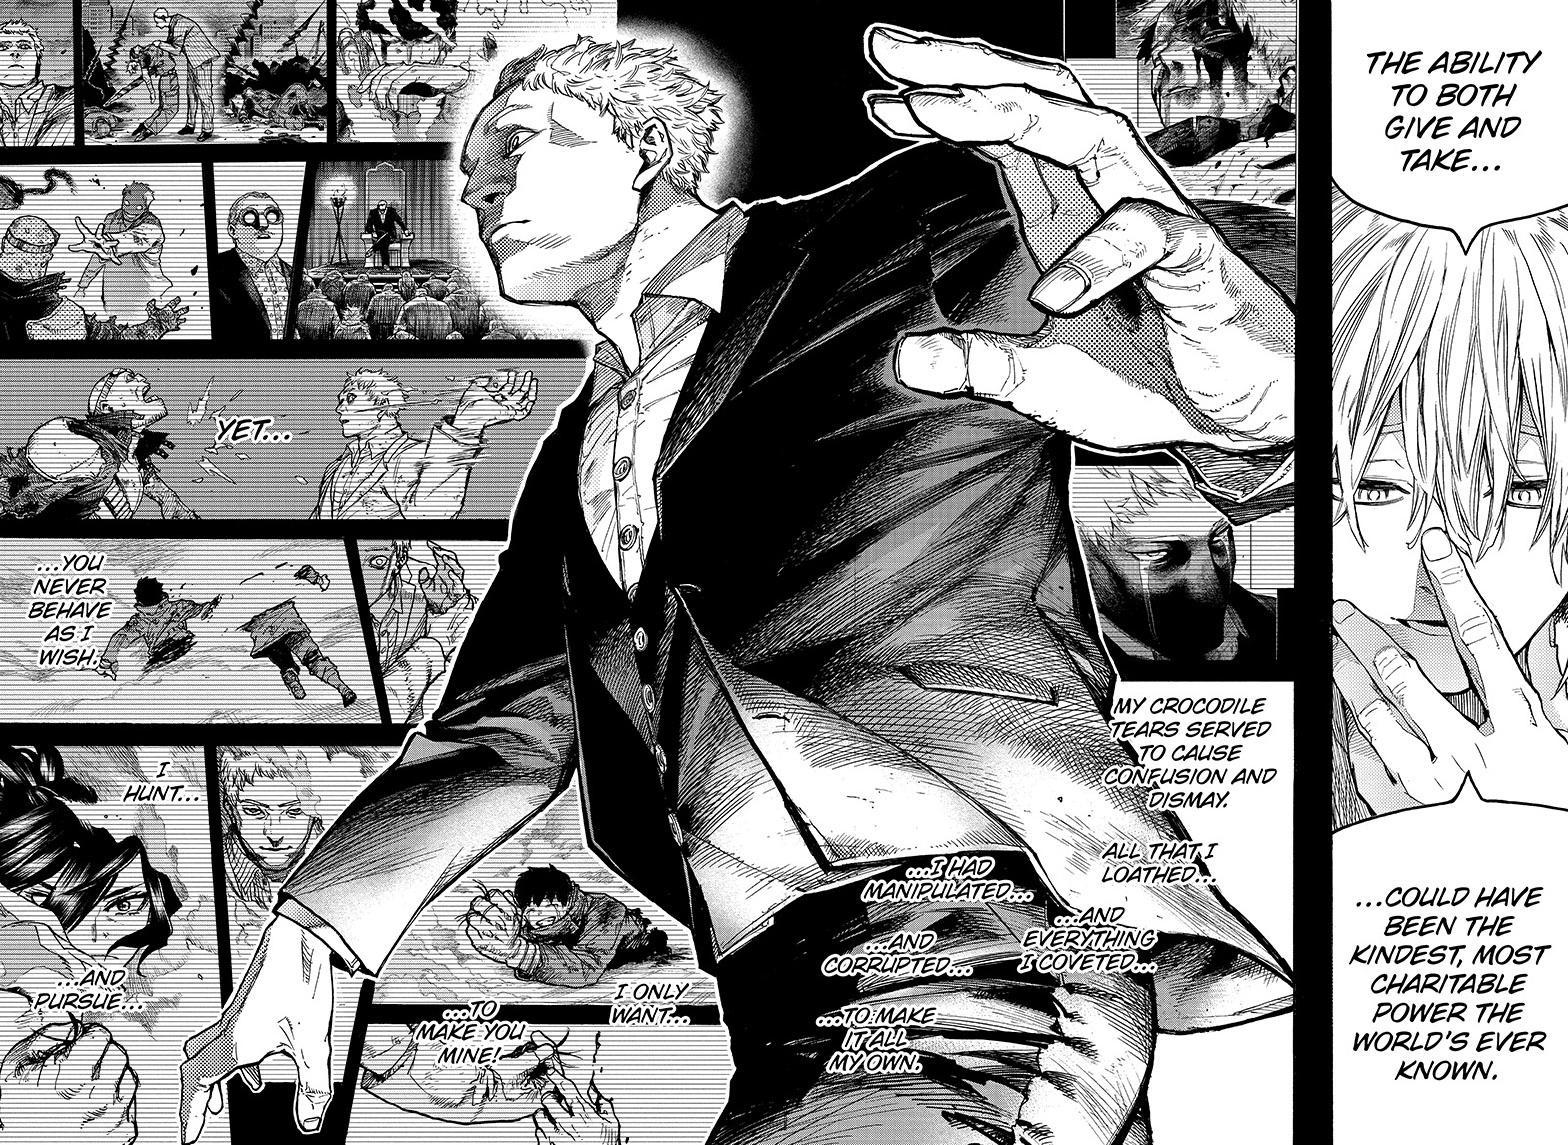 THE ABILITY
TO BOTH
GIVE AND
TAKE...
...COULD HAVE
BEEN THE
KINDEST, MOST
CHARITABLE
POWER THE
WORLD'S EVER
KNOWN.
MY CROCODILE
TEARS SERVED
TO CAUSE
CONFUSION AND
DISMAY.
ALL THAT I
LOATHED...
...AND
EVERYTHING
I COVETED...
...I HAD
MANIPULATED...
...AND
CORRUPTED...
...TO MAKE
IT ALL
MY OWN.
YET...
...YOU
NEVER
BEHAVE
AS I
WISH.
I
HUNT...
...AND
PURSUE...
I ONLY
WANT...
...TO
MAKE YOU
MINE!